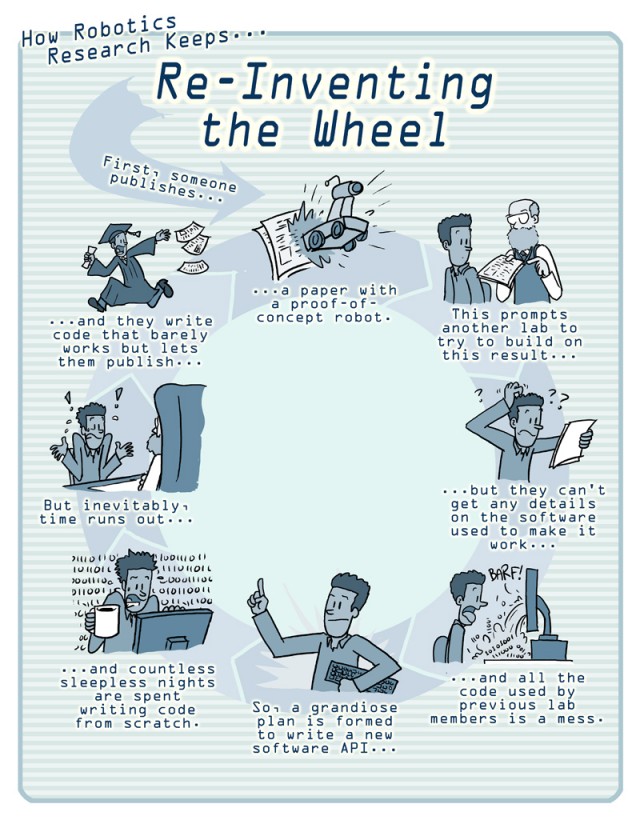 How Robotics
Research Keeps...
Re-Inventing
the Wheel
First, someone
publishes...
...a paper with
a proof-of-
concept robot.
This prompts
another lab to
try to build on
this result...
...but they can't
get any details
on the software
used to make it
work...
BARF!
...and all the
code used by
previous lab
members is a mess.
So, a grandiose
plan is formed
to write a new
software API...
...and countless
sleepless nights
are spent
writing code
from scratch.
But inevitably,
time runs out...
...and they write
code that barely
works but lets
them publish...